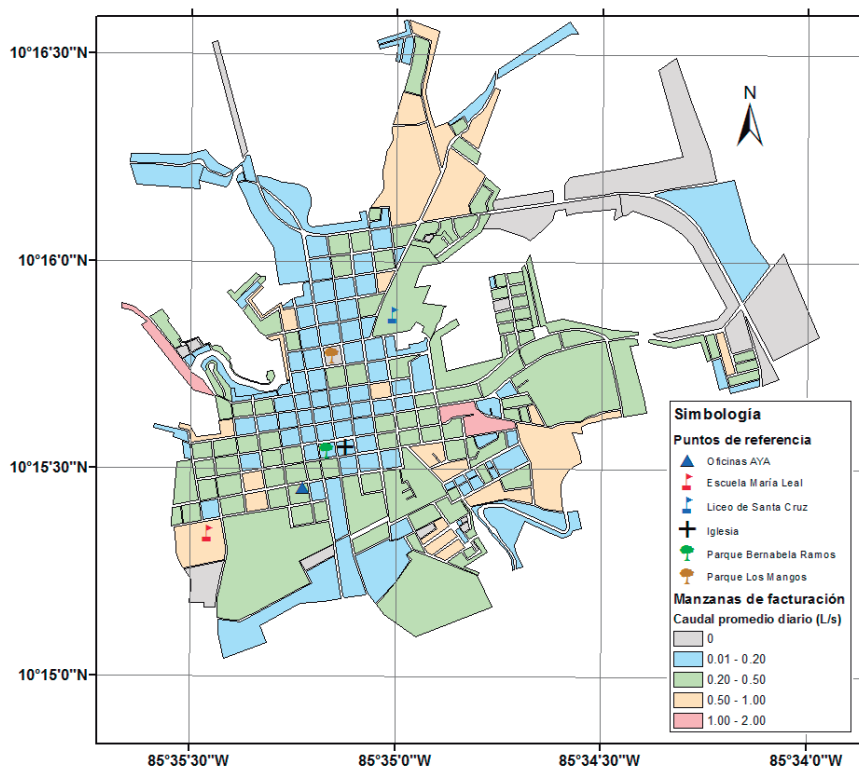 10°16'30"N
10°16'0"N
10°15'30"N
10°15'0"N
N
Simbología
Puntos de referencia
Oficinas AYA
Escuela María Leal
Liceo de Santa Cruz
Iglesia
Parque Bernabela Ramos
Parque Los Mangos
Manzanas de facturación
Caudal promedio diario (L/s)
0
0.01 - 0.20
0.20 - 0.50
0.50 - 1.00
1.00 - 2.00
85°35'30"W 85°35'0"W 85°34'30"W 85°34'0"W